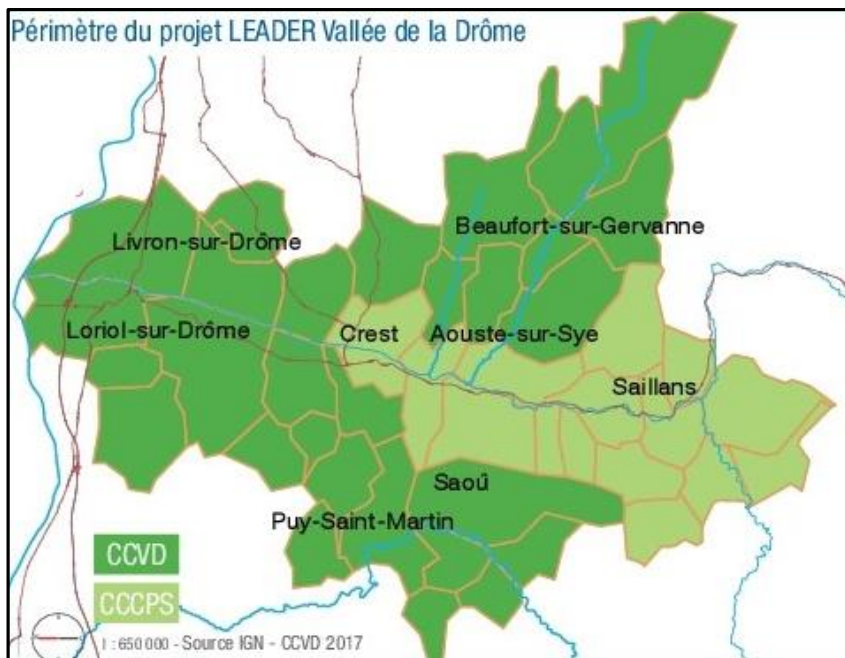 Périmètre du projet LEADER Vallée de la Drôme
Livron-sur-Drôme
Beaufort-sur-Gervanne
Loriol-sur-Drôme
Crest
Aouste-sur-Sye
Saillans
Saoû
Puy-Saint-Martin
CCVD
CCCPS
1 : 650 000 - Source IGN - CCVD 2017